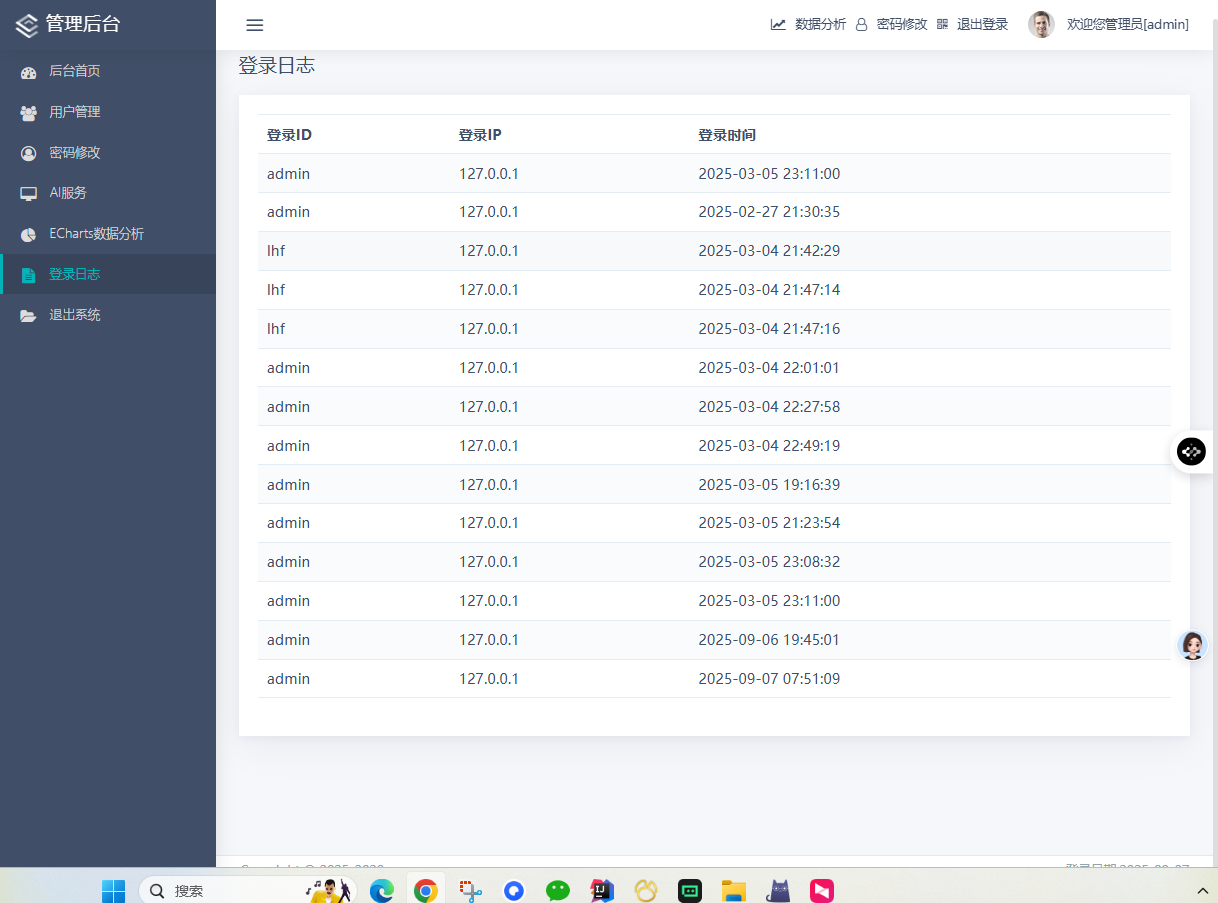 管理后台
数据分析 密码修改 退出登录 欢迎您管理员[admin]
后台首页
用户管理
密码修改
AI服务
ECharts数据分析
登录日志
退出系统
登录日志
登录ID 登录IP 登录时间
admin 127.0.0.1 2025-03-05 23:11:00
admin 127.0.0.1 2025-02-27 21:30:35
lhf 127.0.0.1 2025-03-04 21:42:29
lhf 127.0.0.1 2025-03-04 21:47:14
lhf 127.0.0.1 2025-03-04 21:47:16
admin 127.0.0.1 2025-03-04 22:01:01
admin 127.0.0.1 2025-03-04 22:27:58
admin 127.0.0.1 2025-03-04 22:49:19
admin 127.0.0.1 2025-03-05 19:16:39
admin 127.0.0.1 2025-03-05 21:23:54
admin 127.0.0.1 2025-03-05 23:08:32
admin 127.0.0.1 2025-03-05 23:11:00
admin 127.0.0.1 2025-09-06 19:45:01
admin 127.0.0.1 2025-09-07 07:51:09
搜索